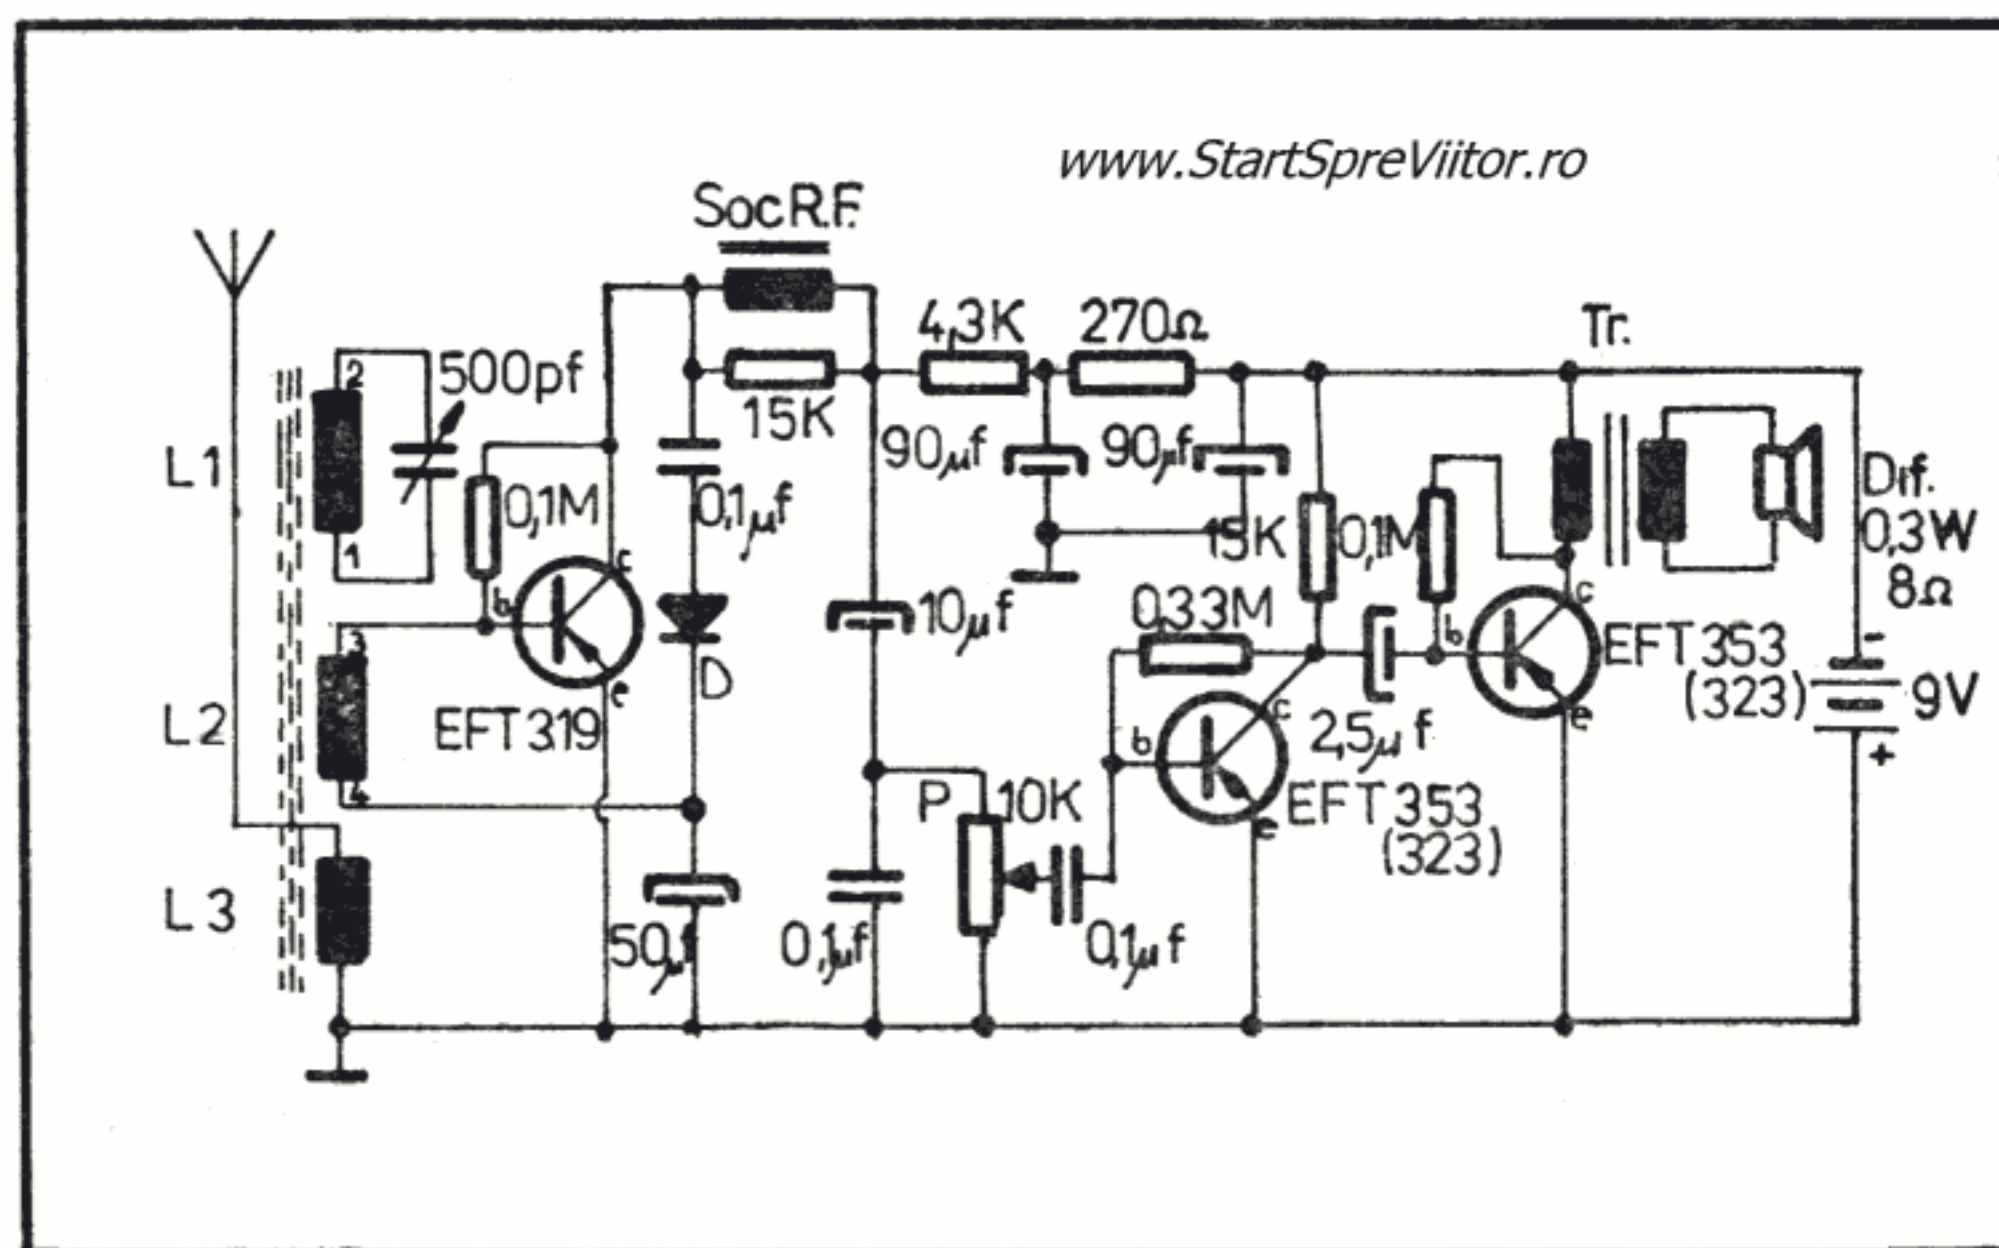 www.StartSpreViitor.ro
Soc R.F.
4,3K
270Ω
Tr.
2
500pf
15K
90µf
90µf
L1
0,1M
0,1µf
15K
0,1M
Dif.
0,3W
8Ω
1
c
b
10µf
0,33M
c
b
EFT353
(323)
-
9V
+
3
e
D
L2
EFT319
b
c
2,5µf
e
4
P
10K
EFT353
(323)
e
L3
50µf
0,1µf
0,1µf